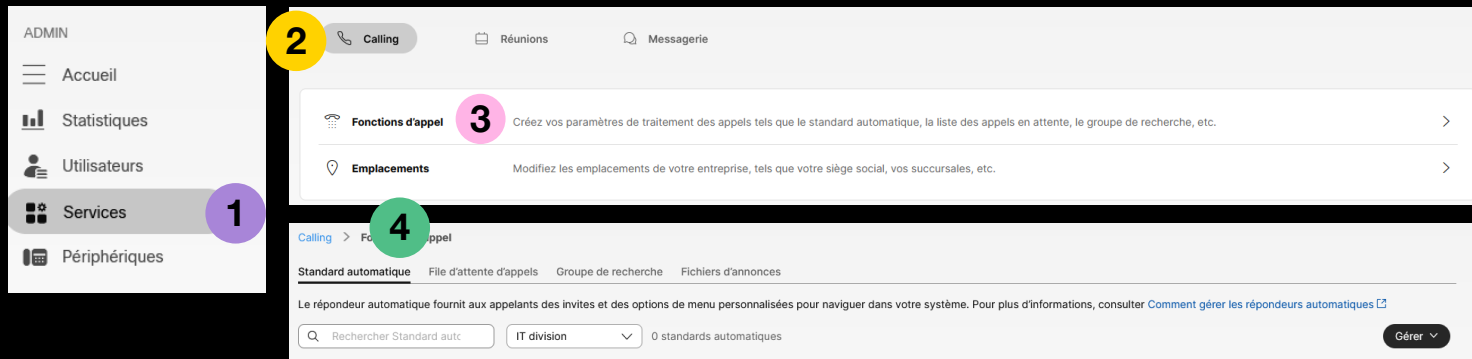 ADMIN
Accueil
Statistiques
Utilisateurs
Services
1
Périphériques
2
Calling
Réunions
Messagerie
Fonctions d'appel
3
Créez vos paramètres de traitement des appels tels que le standard automatique, la liste des appels en attente, le groupe de recherche, etc.
Emplacements
Modifiez les emplacements de votre entreprise, tels que votre siège social, vos succursales, etc.
4
Calling > Fo ppel
Standard automatique File d'attente d'appels Groupe de recherche Fichiers d'annonces
Le répondeur automatique fournit aux appelants des invites et des options de menu personnalisées pour naviguer dans votre système. Pour plus d'informations, consulter Comment gérer les répondeurs automatiques
Rechercher Standard autc
IT division
0 standards automatiques
Gérer